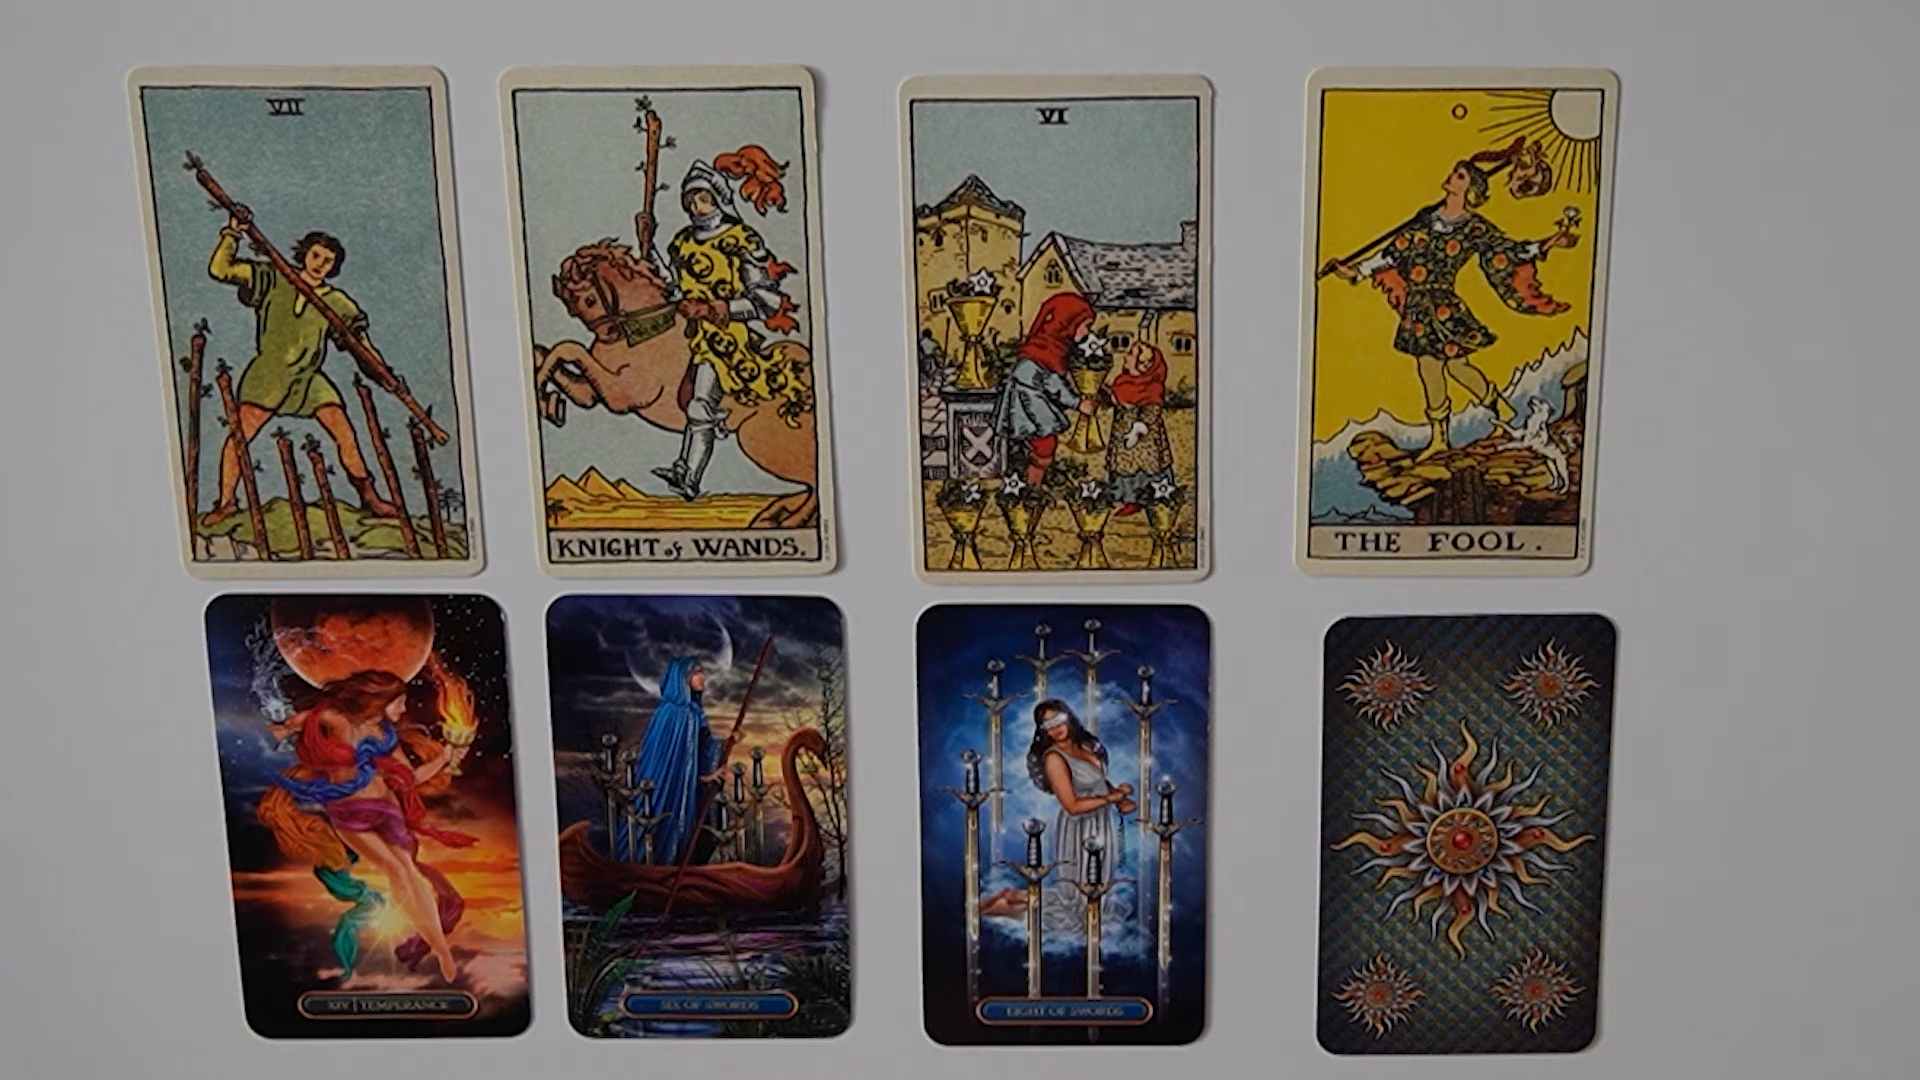 VII
KNIGHT of WANDS.
VI
0
THE FOOL.
XIV | TEMPERANCE
SIX OF SWORDS
EIGHT OF SWORDS